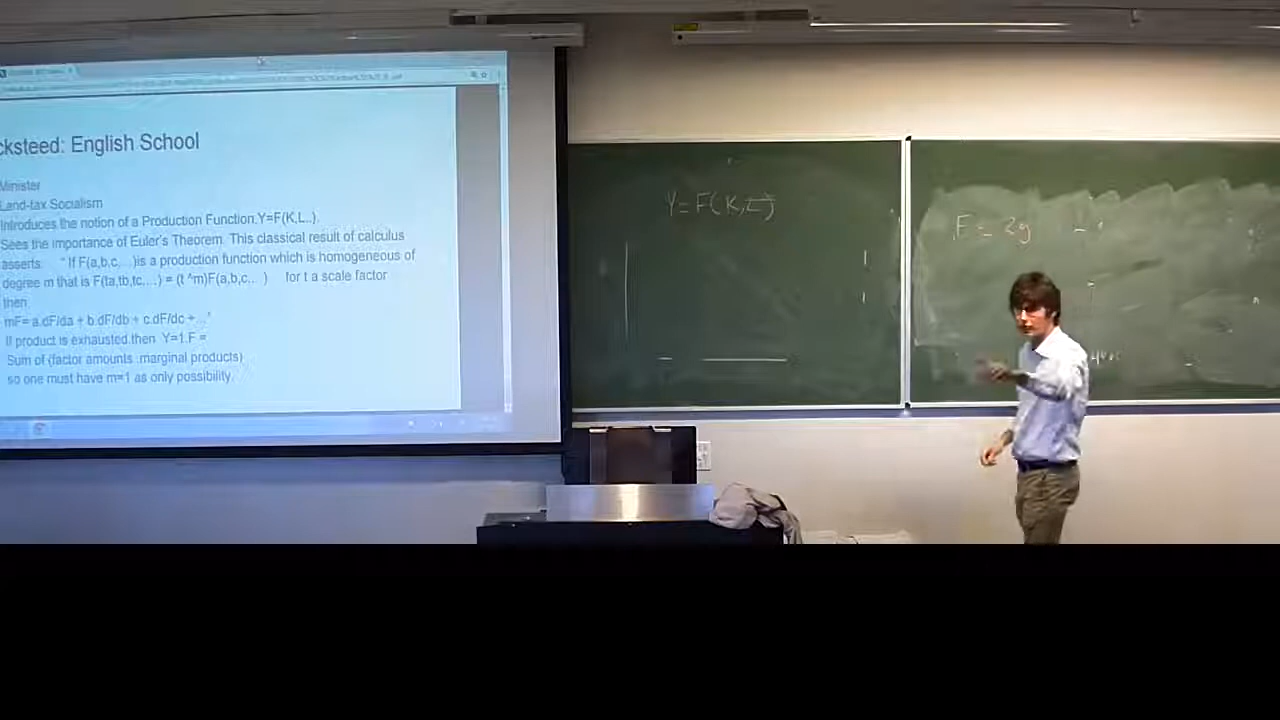 cksteed: English School
Minister
Land-tax Socialism
Introduces the notion of a Production Function.Y=F(K,L..).
Sees the importance of Euler's Theorem. This classical result of calculus
asserts: " If F(a,b,c,...)is a production function which is homogeneous of
degree m that is F(ta,tb,tc,...) = (t ^m)F(a,b,c,.. ) for t a scale factor
then
mF= a.dF/da + b.dF/db + c.dF/dc +..."
If product is exhausted.then Y=1.F =
Sum of (factor amounts .marginal products)
so one must have m=1 as only possibility.
Y=F(K,L)
F = 2g